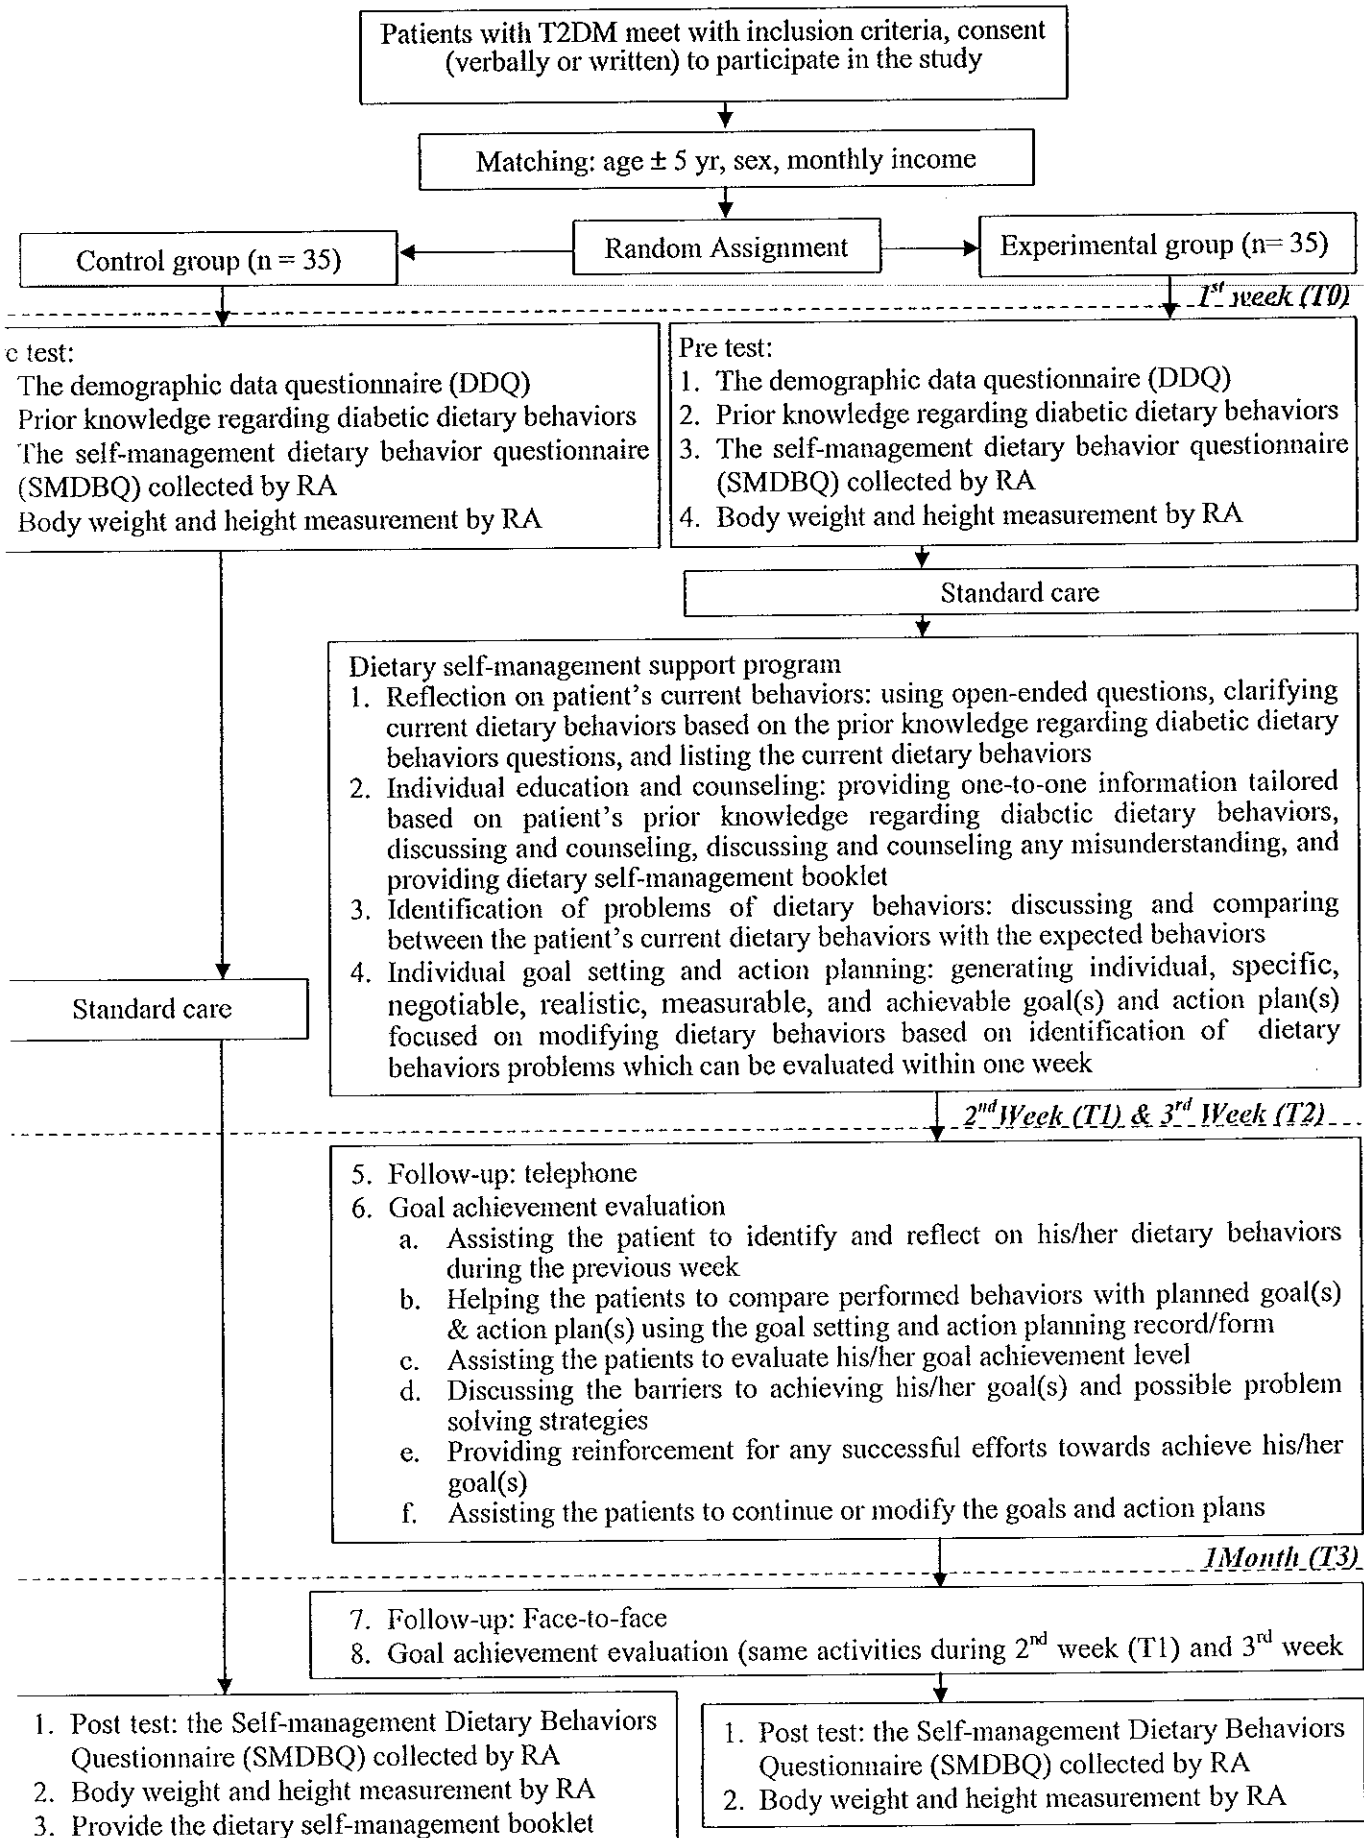 Patients with T2DM meet with inclusion criteria, consent
(verbally or written) to participate in the study
Matching: age ± 5 yr, sex, monthly income
Control group (n = 35)
Random Assignment
Experimental group (n= 35)
1st week (T0)
c test:
The demographic data questionnaire (DDQ)
Prior knowledge regarding diabetic dietary behaviors
The self-management dietary behavior questionnaire
(SMDBQ) collected by RA
Body weight and height measurement by RA
Pre test:
1. The demographic data questionnaire (DDQ)
2. Prior knowledge regarding diabetic dietary behaviors
3. The self-management dietary behavior questionnaire
(SMDBQ) collected by RA
4. Body weight and height measurement by RA
Standard care
Dietary self-management support program
1. Reflection on patient's current behaviors: using open-ended questions, clarifying
current dietary behaviors based on the prior knowledge regarding diabetic dietary
behaviors questions, and listing the current dietary behaviors
2. Individual education and counseling: providing one-to-one information tailored
based on patient's prior knowledge regarding diabetic dietary behaviors,
discussing and counseling, discussing and counseling any misunderstanding, and
providing dietary self-management booklet
3. Identification of problems of dietary behaviors: discussing and comparing
between the patient's current dietary behaviors with the expected behaviors
4. Individual goal setting and action planning: generating individual, specific,
negotiable, realistic, measurable, and achievable goal(s) and action plan(s)
focused on modifying dietary behaviors based on identification of dietary
behaviors problems which can be evaluated within one week
Standard care
2nd Week (T1) & 3rd Week (T2)
5. Follow-up: telephone
6. Goal achievement evaluation
a. Assisting the patient to identify and reflect on his/her dietary behaviors
during the previous week
b. Helping the patients to compare performed behaviors with planned goal(s)
& action plan(s) using the goal setting and action planning record/form
c. Assisting the patients to evaluate his/her goal achievement level
d. Discussing the barriers to achieving his/her goal(s) and possible problem
solving strategies
e. Providing reinforcement for any successful efforts towards achieve his/her
goal(s)
f. Assisting the patients to continue or modify the goals and action plans
1Month (T3)
7. Follow-up: Face-to-face
8. Goal achievement evaluation (same activities during 2nd week (T1) and 3rd week
1. Post test: the Self-management Dietary Behaviors
Questionnaire (SMDBQ) collected by RA
2. Body weight and height measurement by RA
3. Provide the dietary self-management booklet
1. Post test: the Self-management Dietary Behaviors
Questionnaire (SMDBQ) collected by RA
2. Body weight and height measurement by RA